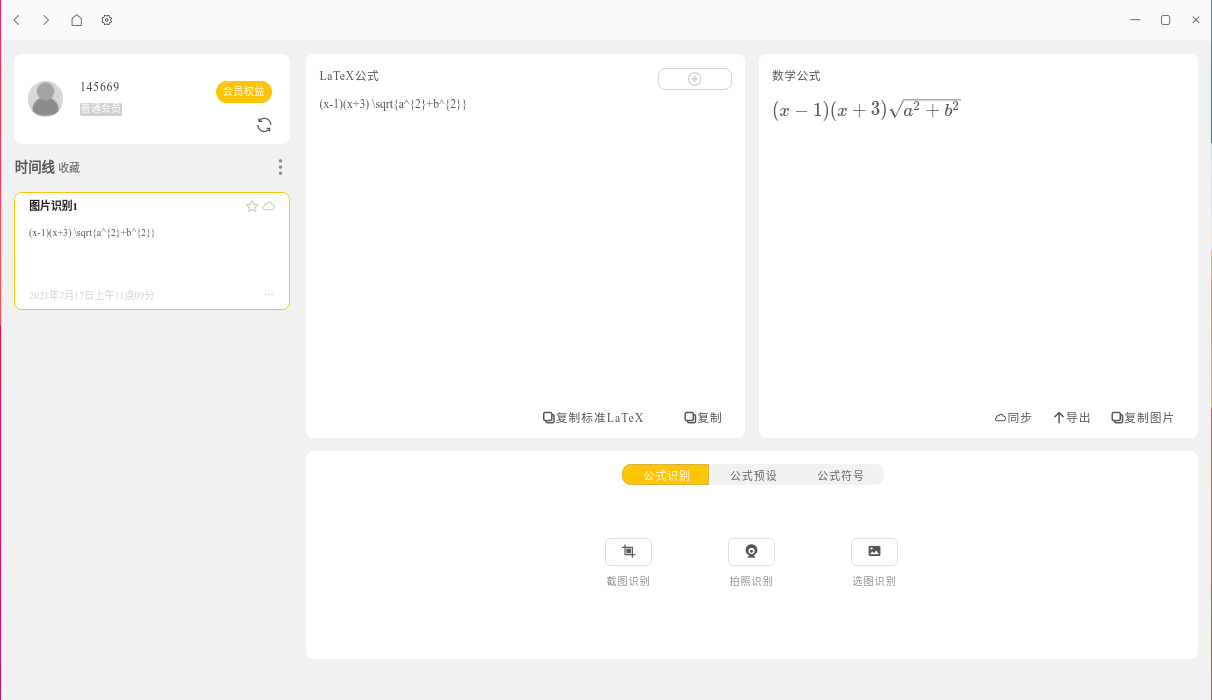 145669
普通会员
会员权益
时间线 收藏
图片识别1
(x-1)(x+3) \sqrt{a^{2}+b^{2}}
2021年7月17日上午11点09分
LaTeX公式
(x-1)(x+3) \sqrt{a^{2}+b^{2}}
复制标准LaTeX 复制
数学公式
(x − 1)(x + 3)√a² + b²
同步 导出 复制图片
公式识别 公式预设 公式符号
截图识别 拍照识别 选图识别